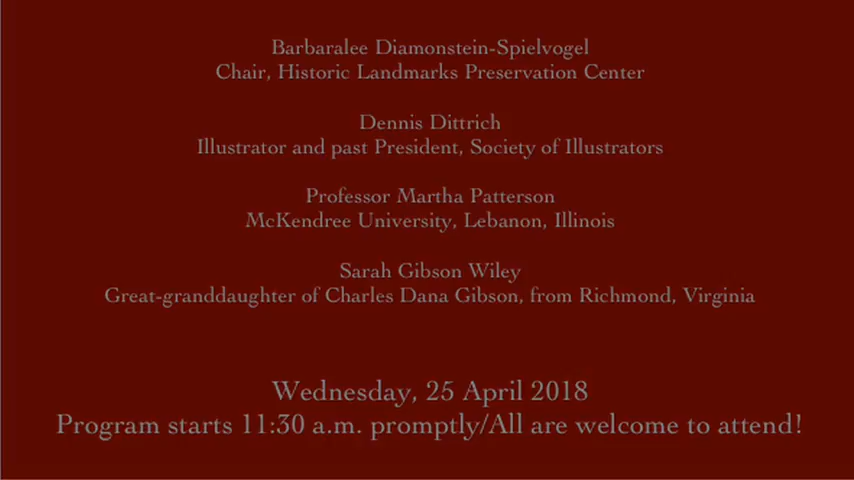 Barbaralee Diamonstein-Spielvogel
Chair, Historic Landmarks Preservation Center
Dennis Dittrich
Illustrator and past President, Society of Illustrators
Professor Martha Patterson
McKendree University, Lebanon, Illinois
Sarah Gibson Wiley
Great-granddaughter of Charles Dana Gibson, from Richmond, Virginia
Wednesday, 25 April 2018
Program starts 11:30 a.m. promptly/All are welcome to attend!